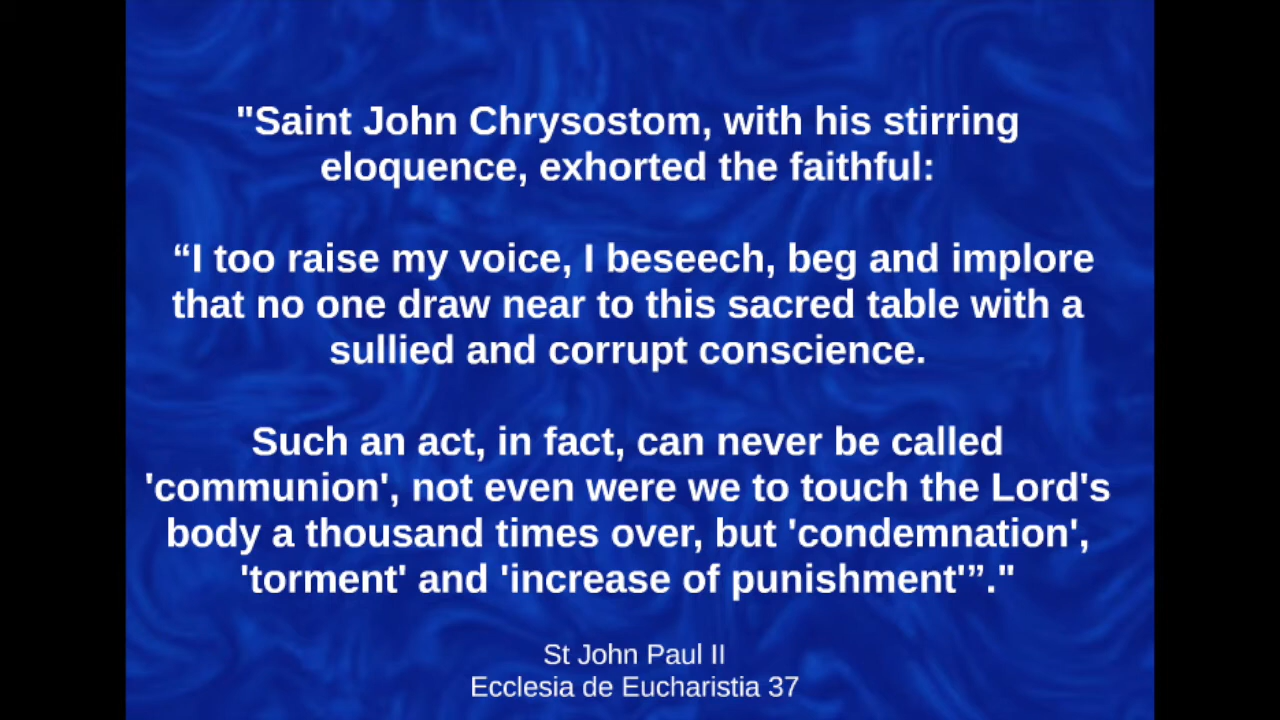 "Saint John Chrysostom, with his stirring
eloquence, exhorted the faithful:
“I too raise my voice, I beseech, beg and implore
that no one draw near to this sacred table with a
sullied and corrupt conscience.
Such an act, in fact, can never be called
'communion', not even were we to touch the Lord's
body a thousand times over, but 'condemnation',
'torment' and 'increase of punishment'”."
St John Paul II
Ecclesia de Eucharistia 37